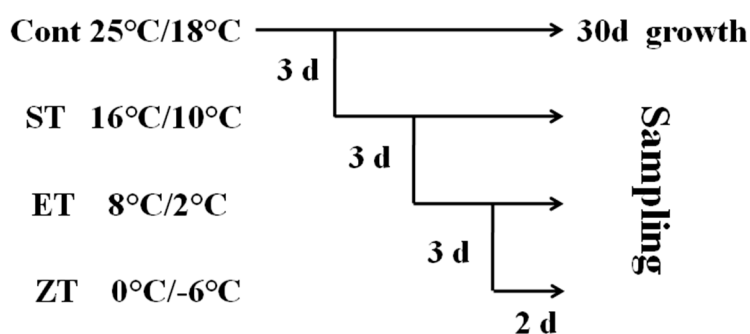 Cont 25°C/18°C 30d growth
3 d
ST 16°C/10°C
3 d
ET 8°C/2°C
3 d
ZT 0°C/-6°C
2 d
Sampling